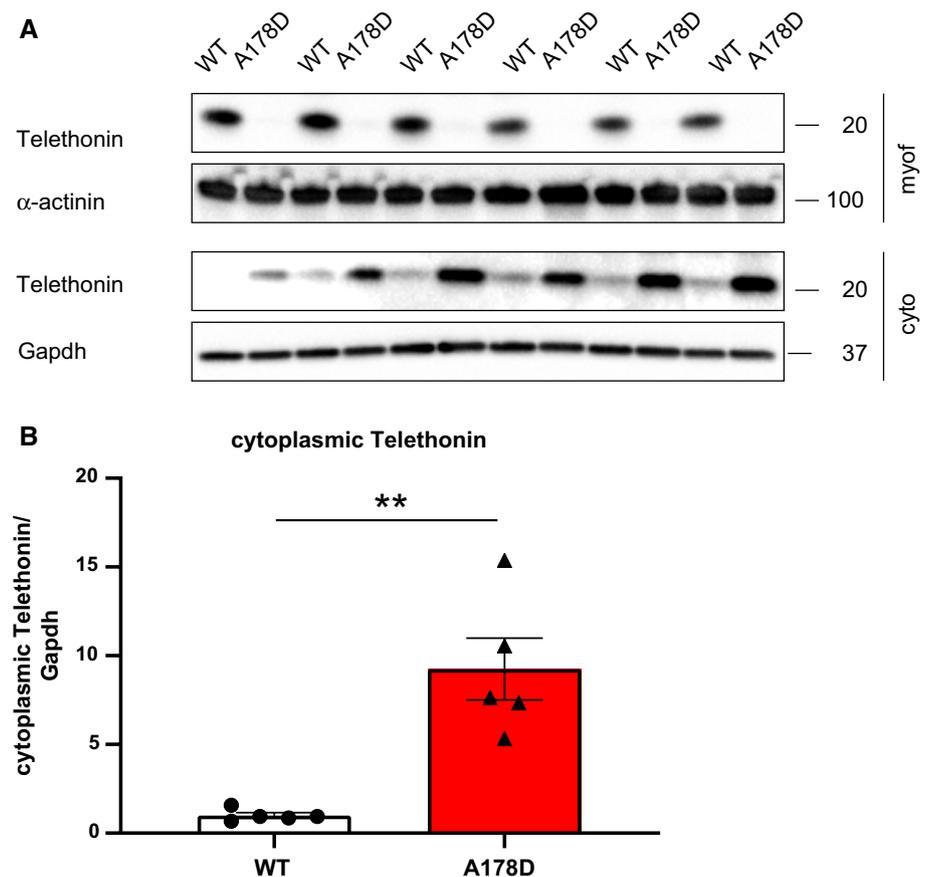 A
WT A178D WT A178D WT A178D WT A178D WT A178D WT A178D
Telethonin — 20
α-actinin — 100
myof
Telethonin — 20
Gapdh — 37
cyto
B
cytoplasmic Telethonin
20
**
15
10
5
0
cytoplasmic Telethonin/
Gapdh
WT A178D